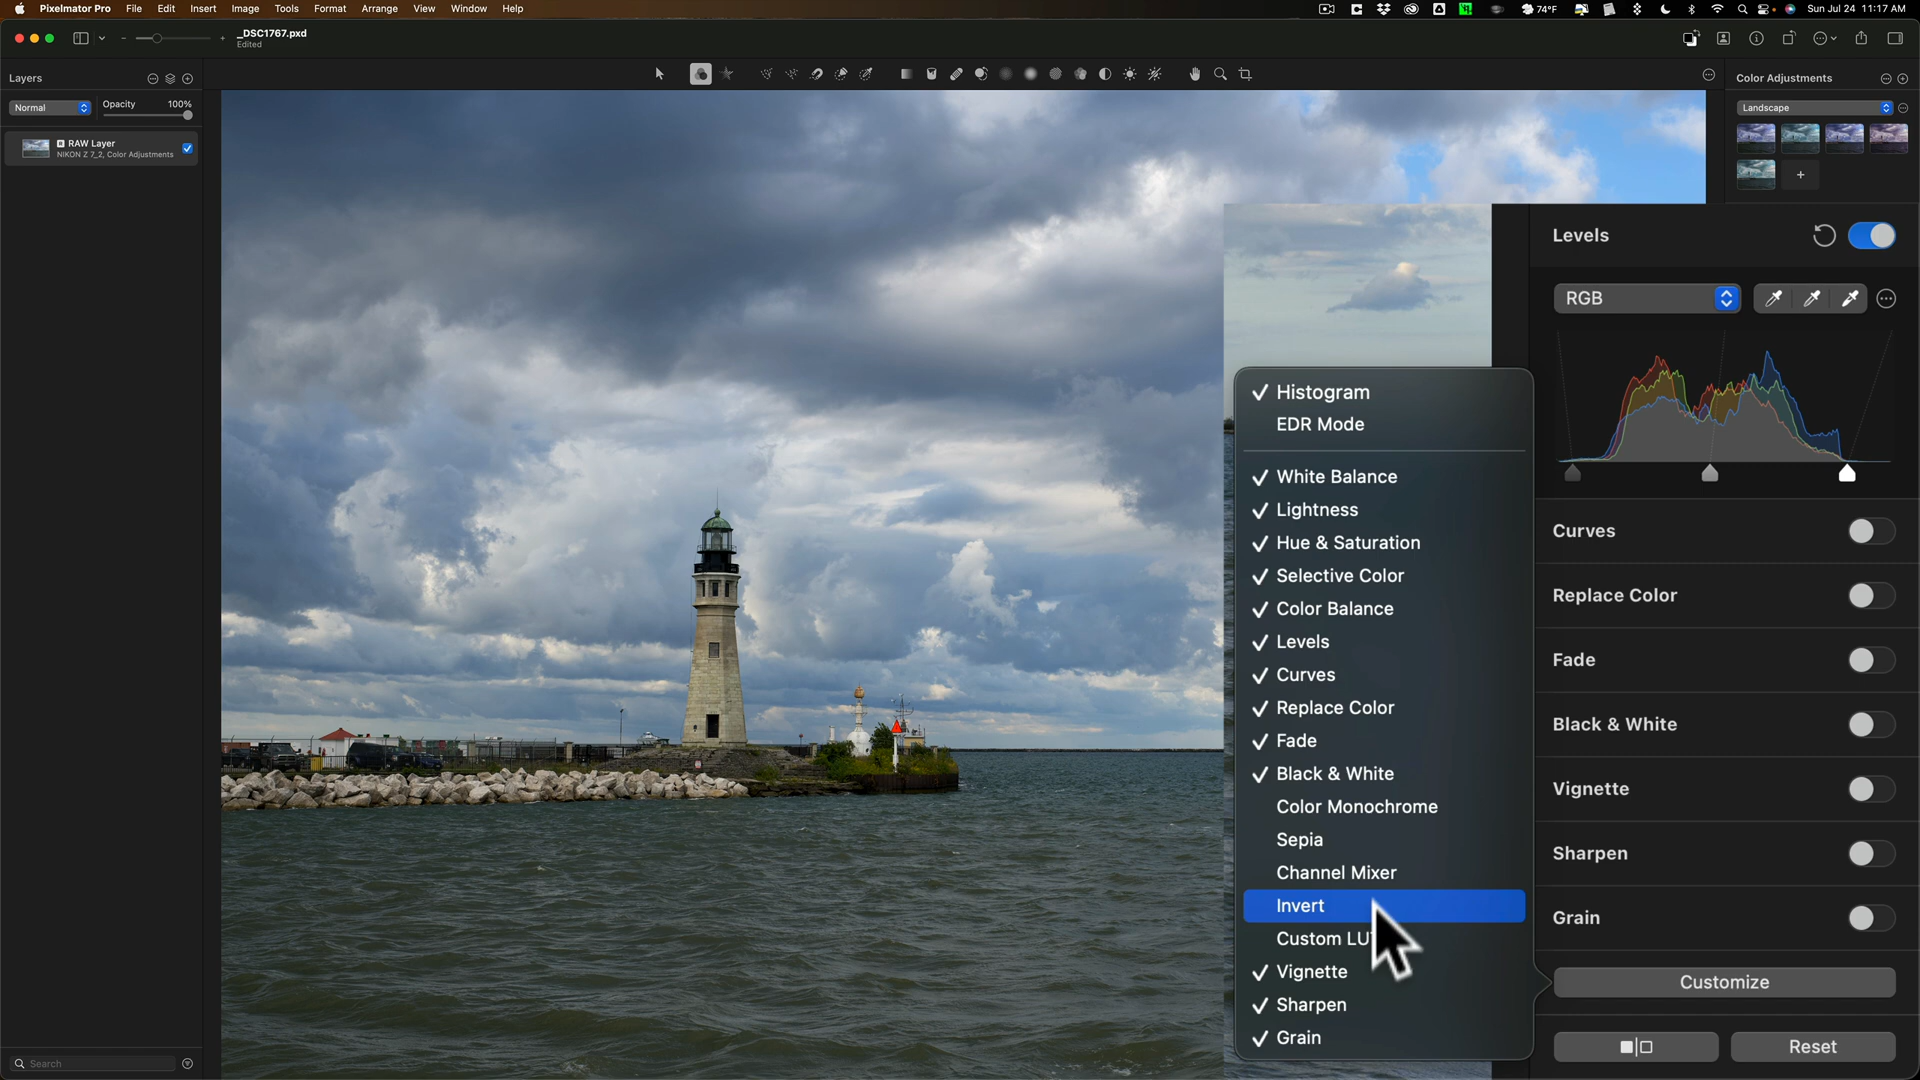 Pixelmator Pro File Edit Insert Image Tools Format Arrange View Window Help
74°F Sun Jul 24 11:17 AM
_DSC1767.pxd
Edited
Layers
Normal Opacity 100%
RAW Layer
NIKON Z 7_2, Color Adjustments
Search
Color Adjustments
Landscape
Levels
RGB
Histogram
EDR Mode
White Balance
Lightness
Hue & Saturation
Selective Color
Color Balance
Levels
Curves
Replace Color
Fade
Black & White
Color Monochrome
Sepia
Channel Mixer
Invert
Custom
Vignette
Sharpen
Grain
Curves
Replace Color
Fade
Black & White
Vignette
Sharpen
Grain
Customize
Reset